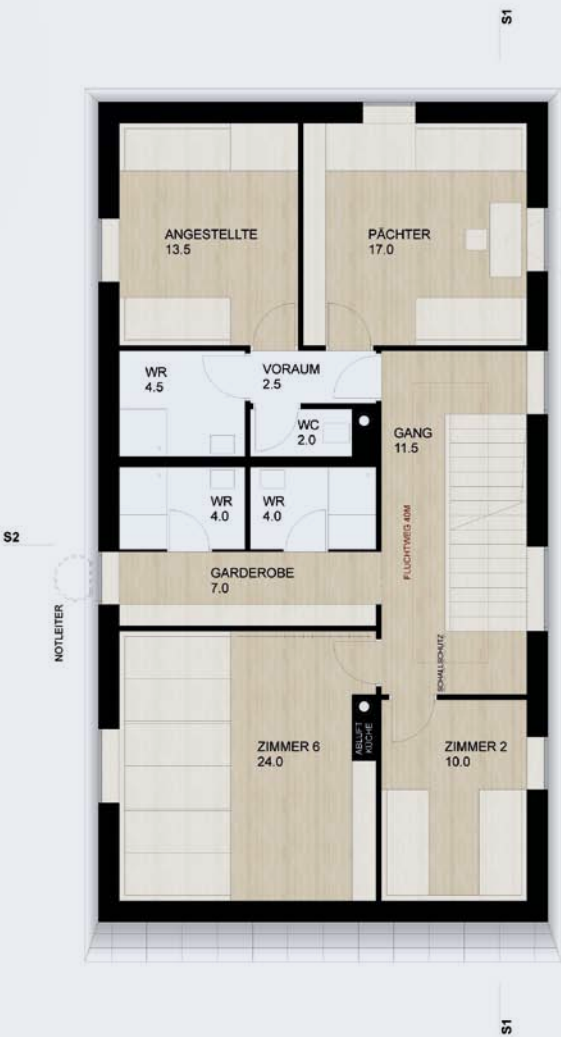 S1
ANGESTELLTE
13.5
PÄCHTER
17.0
WR
4.5
VORAUM
2.5
WC
2.0
GANG
11.5
WR
4.0
WR
4.0
FLUCHTWEG 40M
S2
GARDEROBE
7.0
NOTLEITER
SCHALLSCHUTZ
ZIMMER 6
24.0
ABLUFT
KÜCHE
ZIMMER 2
10.0
S1